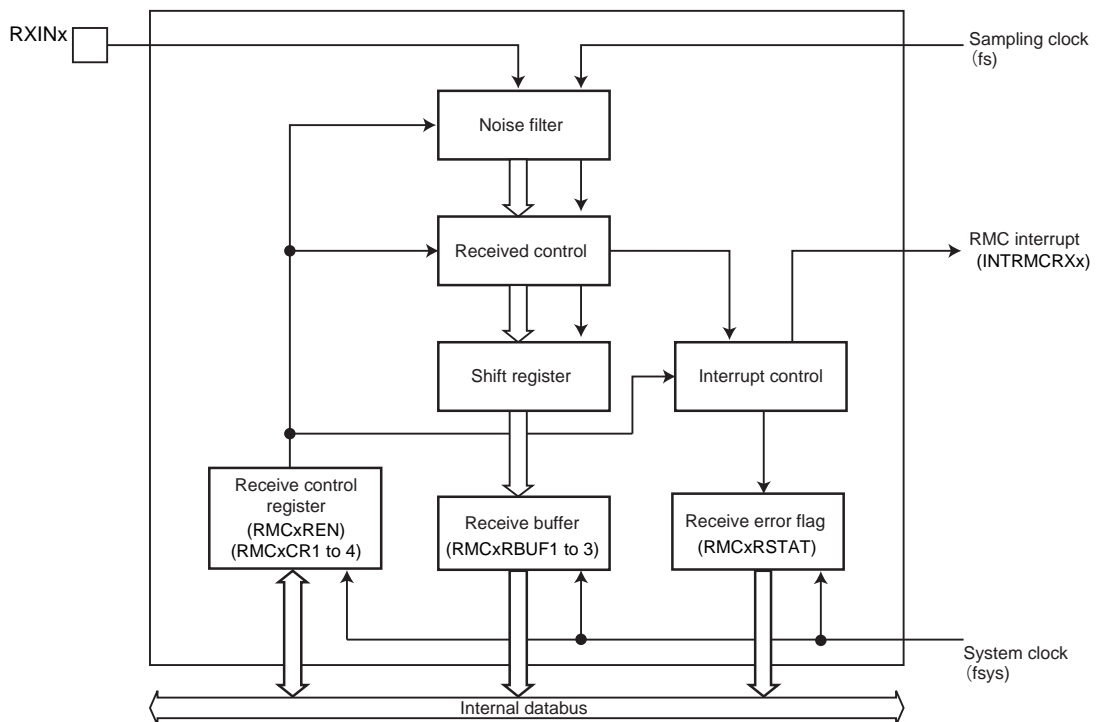 RXINx
Sampling clock
(fs)
Noise filter
Received control
RMC interrupt
(INTRMCRXx)
Shift register
Interrupt control
Receive control
register
(RMCxREN)
(RMCxCR1 to 4)
Receive buffer
(RMCxRBUF1 to 3)
Receive error flag
(RMCxRSTAT)
System clock
(fsys)
Internal databus